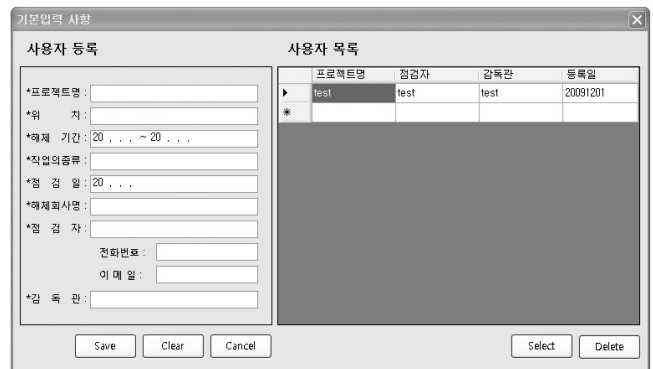 기본입력 사항
사용자 등록
*프로젝트명 :
*위 치 :
*해체 기간 : 20 . . . ~ 20 . . .
*작업의종류 :
*점 검 일 : 20 . . .
*해체회사명 :
*점 검 자 :
전화번호 :
이 메 일 :
*감 독 관 :
Save Clear Cancel
사용자 목록
프로젝트명 점검자 감독관 등록일
test test test 20091201
Select Delete